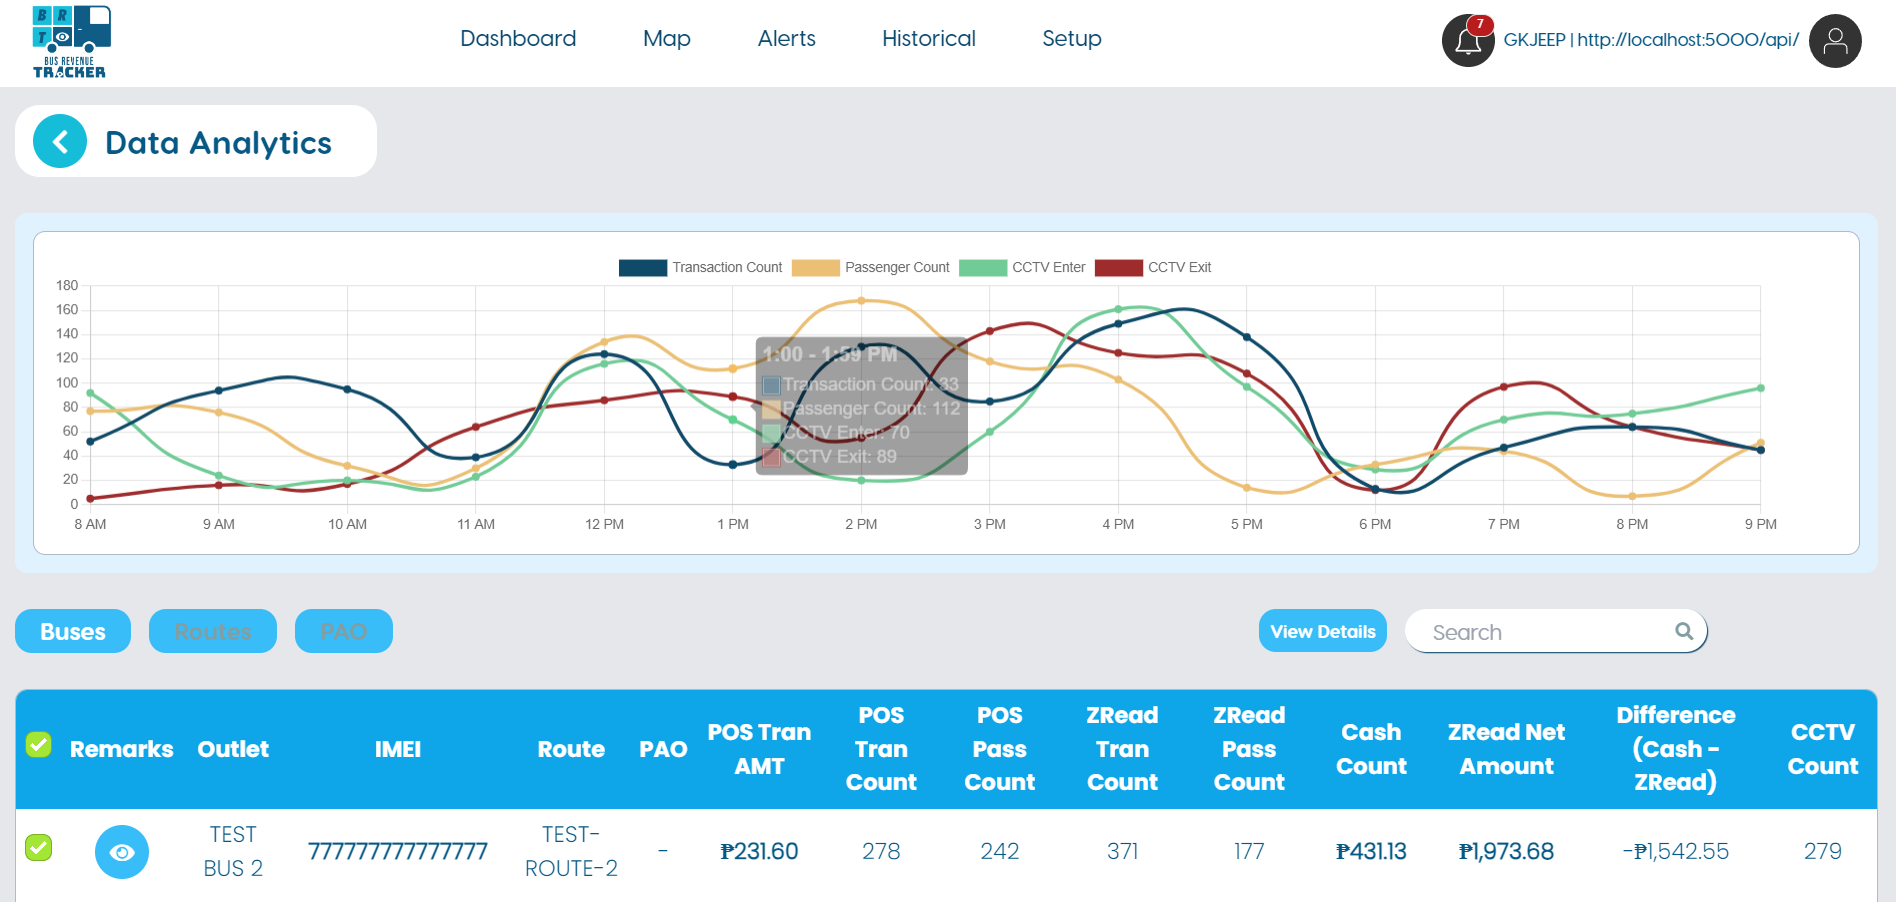 B R
T
BUS REVENUE
TRACKER
Dashboard Map Alerts Historical Setup
7
GKJEEP | http://localhost:5000/api/
Data Analytics
Transaction Count Passenger Count CCTV Enter CCTV Exit
180
160
140
120
100
80
60
40
20
0
1:00 - 1:59 PM
Transaction Count: 33
Passenger Count: 112
CCTV Enter: 70
CCTV Exit: 89
8 AM 9 AM 10 AM 11 AM 12 PM 1 PM 2 PM 3 PM 4 PM 5 PM 6 PM 7 PM 8 PM 9 PM
Buses Routes PAO View Details Search
Remarks Outlet IMEI Route PAO
POS Tran
AMT
POS
Tran
Count
POS
Pass
Count
ZRead
Tran
Count
ZRead
Pass
Count
Cash
Count
ZRead Net
Amount
Difference
(Cash -
ZRead)
CCTV
Count
TEST
BUS 2
777777777777777
TEST-
ROUTE-2
-
₱231.60
278
242
371
177
₱431.13
₱1,973.68
-₱1,542.55
279